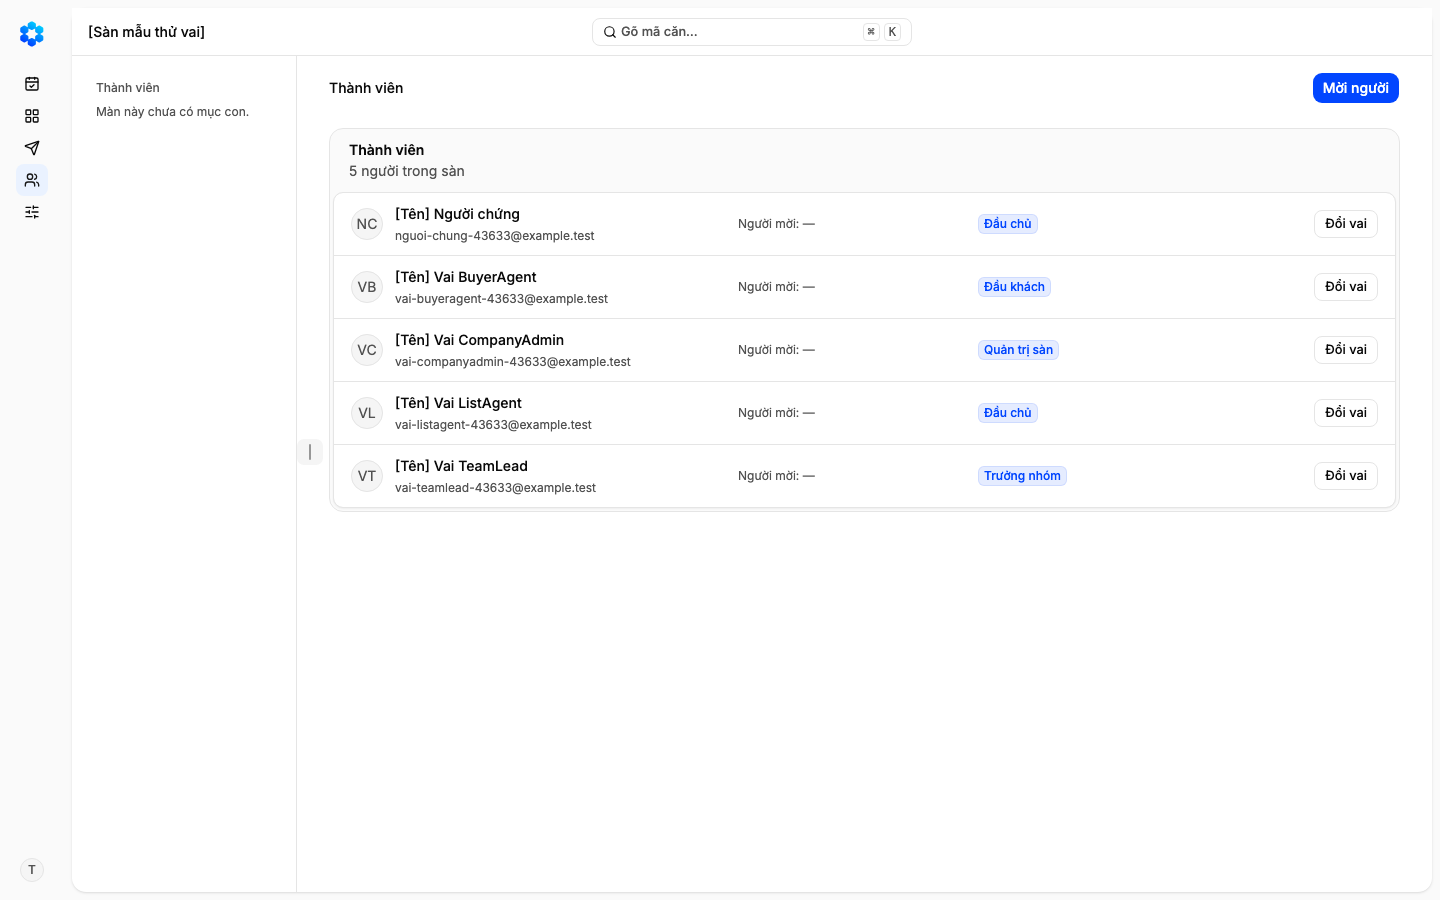 [Sàn mẫu thử vai]
Gõ mã căn...
⌘ K
Thành viên
Màn này chưa có mục con.
Thành viên
Mời người
Thành viên
5 người trong sàn
NC
[Tên] Người chứng
nguoi-chung-43633@example.test
Người mời: —
Đầu chủ
Đổi vai
VB
[Tên] Vai BuyerAgent
vai-buyeragent-43633@example.test
Người mời: —
Đầu khách
Đổi vai
VC
[Tên] Vai CompanyAdmin
vai-companyadmin-43633@example.test
Người mời: —
Quản trị sàn
Đổi vai
VL
[Tên] Vai ListAgent
vai-listagent-43633@example.test
Người mời: —
Đầu chủ
Đổi vai
VT
[Tên] Vai TeamLead
vai-teamlead-43633@example.test
Người mời: —
Trưởng nhóm
Đổi vai
T